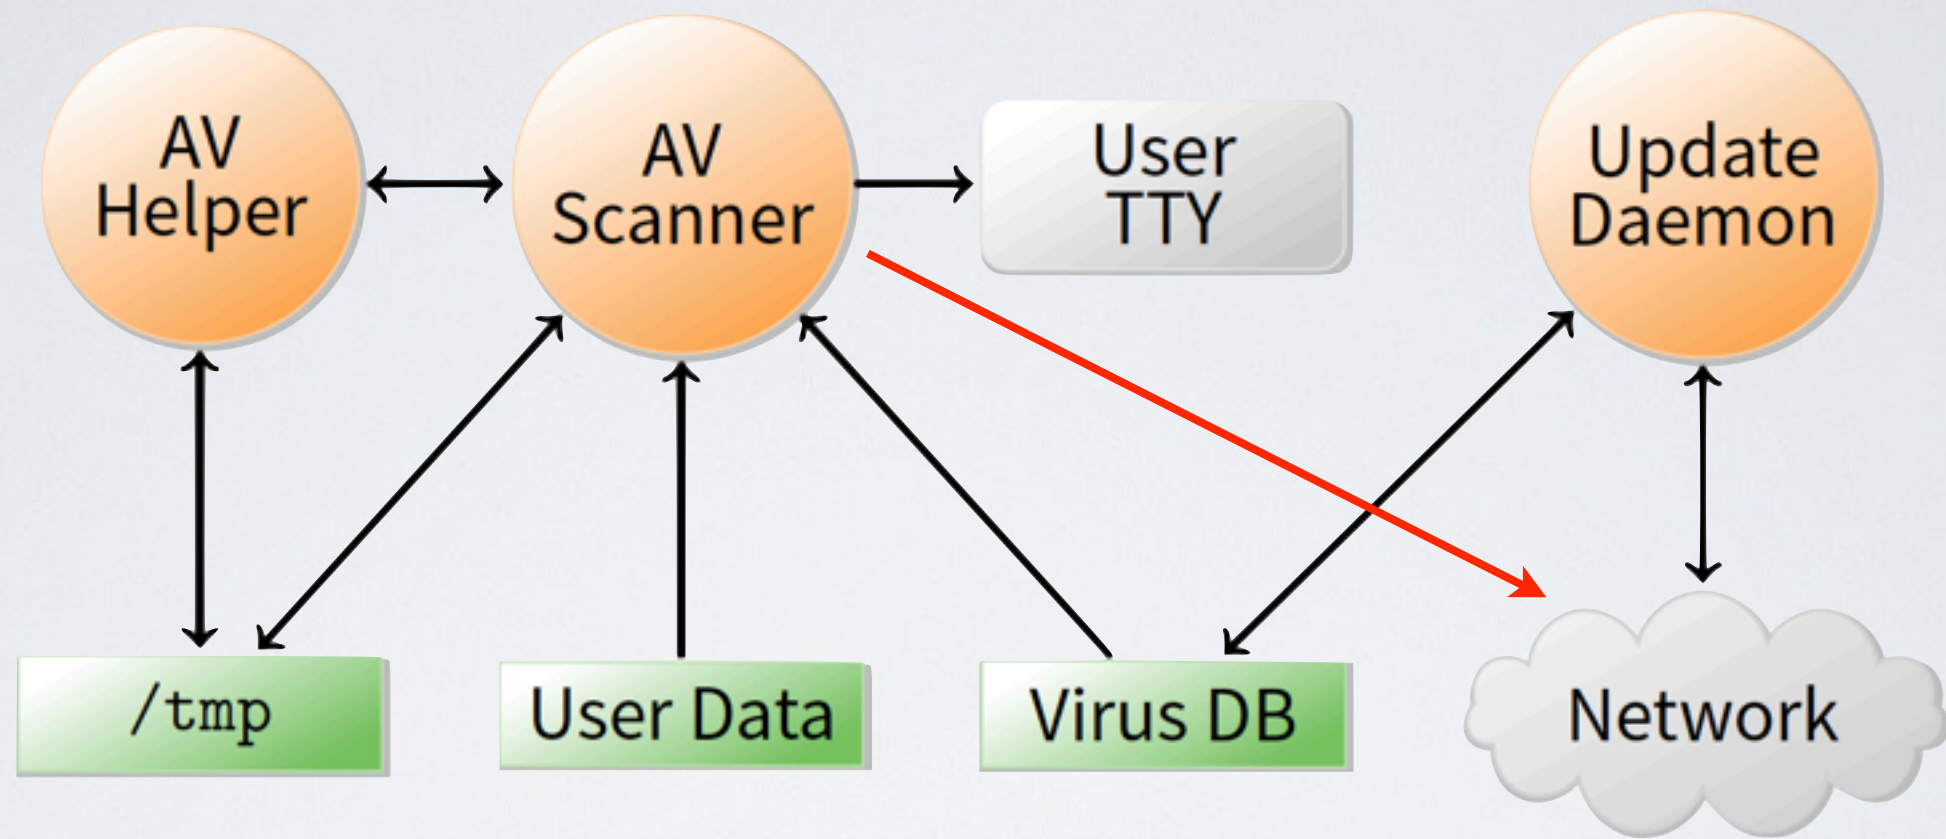 AV
Helper
AV
Scanner
User
TTY
Update
Daemon
/tmp
User Data
Virus DB
Network